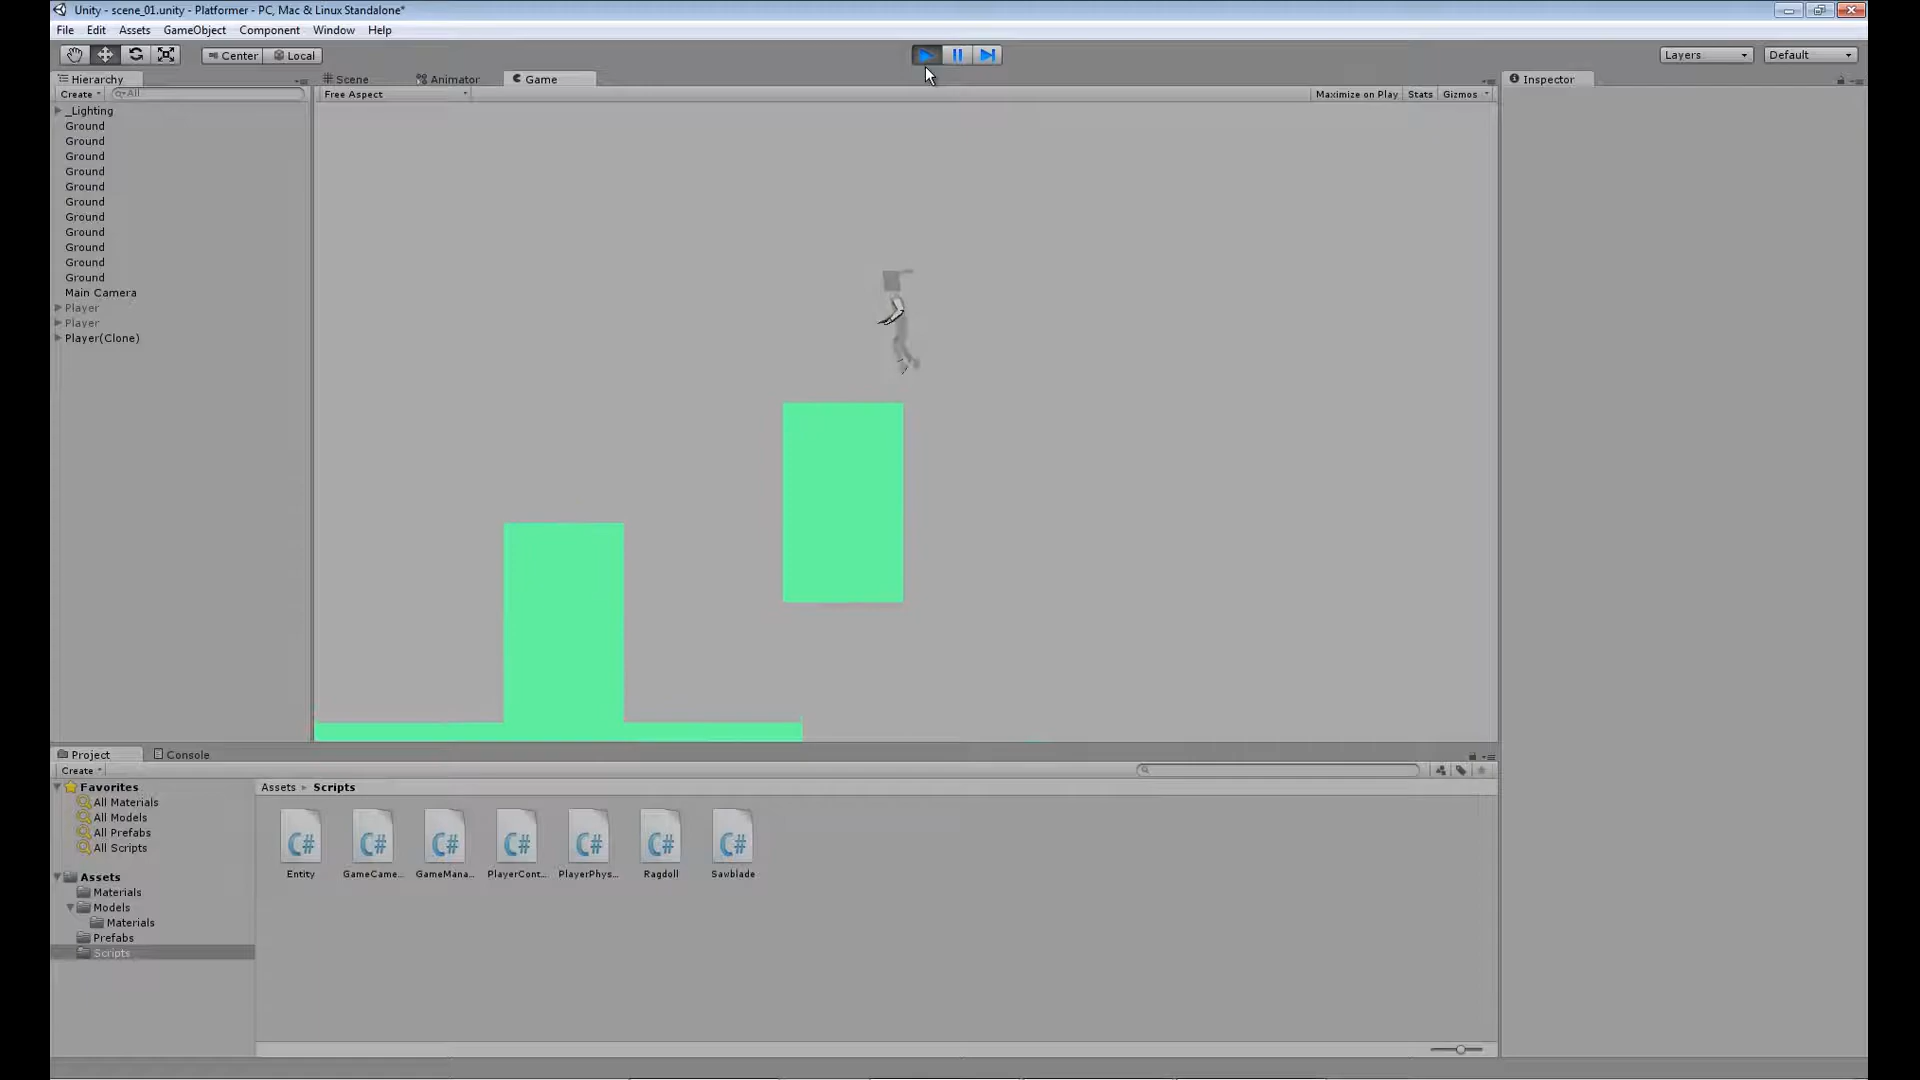 Unity - scene_01.unity - Platformer - PC, Mac & Linux Standalone*
File Edit Assets GameObject Component Window Help
Center Local
Layers Default
Hierarchy
Scene Animator Game
Inspector
Create All
Free Aspect
Maximize on Play Stats Gizmos
_Lighting
Ground
Ground
Ground
Ground
Ground
Ground
Ground
Ground
Ground
Ground
Ground
Main Camera
Player
Player
Player(Clone)
Project Console
Create
Favorites
All Materials
All Models
All Prefabs
All Scripts
Assets
Materials
Models
Materials
Prefabs
Scripts
Assets Scripts
C# C# C# C# C# C# C#
Entity GameCame... GameMana... PlayerCont... PlayerPhys... Ragdoll Sawblade